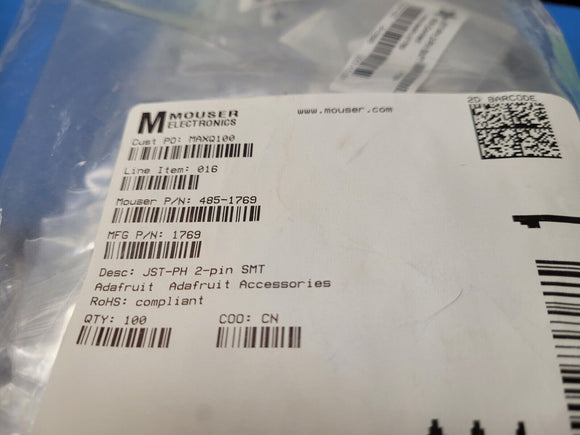 MOUSER
ELECTRONICS
www.mouser.com
2D BARCODE
Cust PO: MAXQ100
Line Item: 016
Mouser P/N: 485-1769
MFG P/N: 1769
Desc: JST-PH 2-pin SMT
Adafruit Adafruit Accessories
RoHS: compliant
QTY: 100 COO: CN